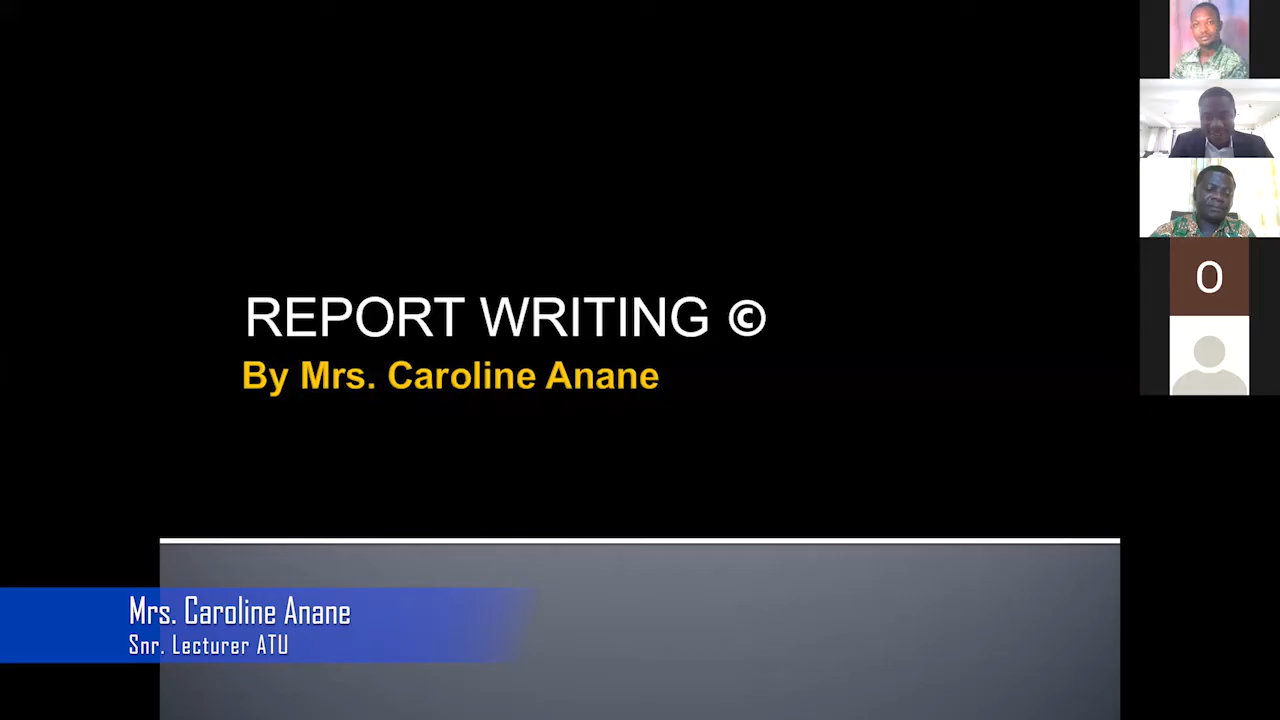 REPORT WRITING ©
By Mrs. Caroline Anane
O
Mrs. Caroline Anane
Snr. Lecturer ATU